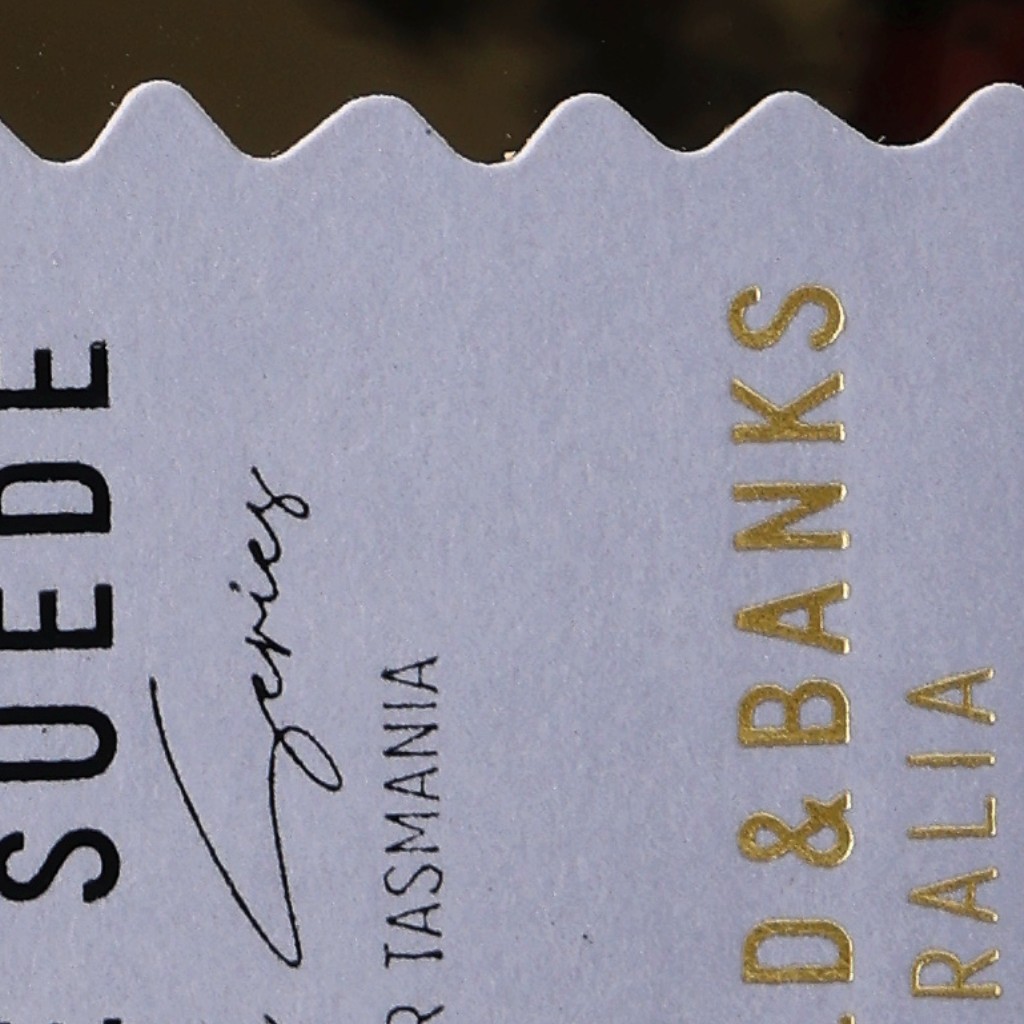 E SUEDE
Series
R TASMANIA
D & BANKS
RALIA